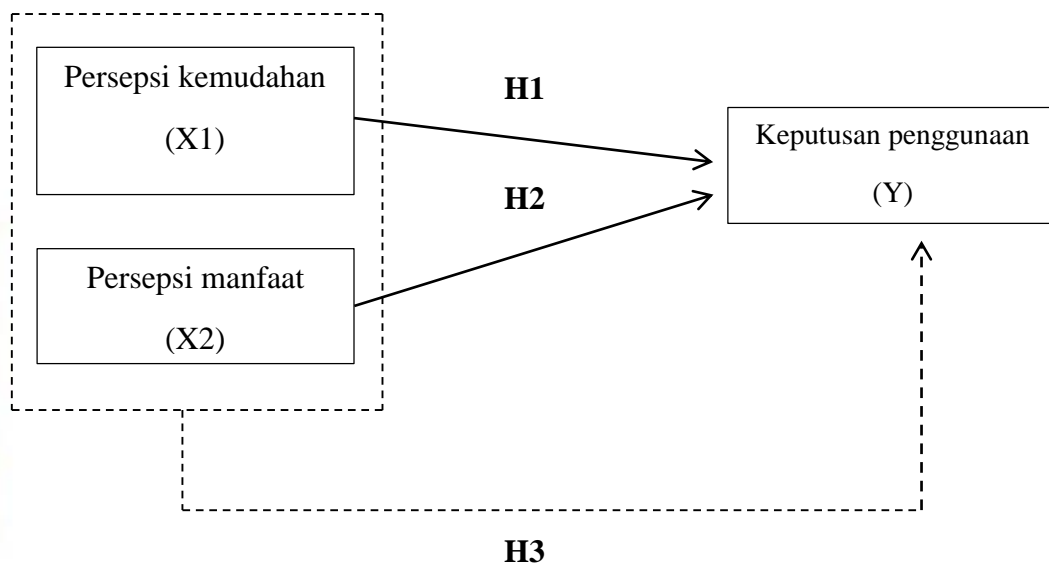 Persepsi kemudahan
(X1)
H1
Keputusan penggunaan
(Y)
H2
Persepsi manfaat
(X2)
H3